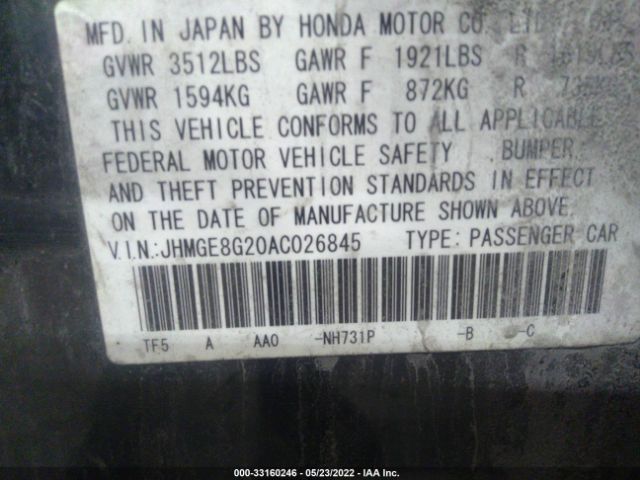 MFD. IN JAPAN BY HONDA MOTOR CO
GVWR 3512LBS GAWR F 1921LBS R
GVWR 1594KG GAWR F 872KG R
THIS VEHICLE CONFORMS TO ALL APPLICABLE
FEDERAL MOTOR VEHICLE SAFETY , BUMPER,
AND THEFT PREVENTION STANDARDS IN EFFECT
ON THE DATE OF MANUFACTURE SHOWN ABOVE.
V.I.N.:JHMGE8G20AC026845 TYPE: PASSENGER CAR
TF5 A AA0 -NH731P -B -C
000-33160246 - 05/23/2022 - IAA Inc.